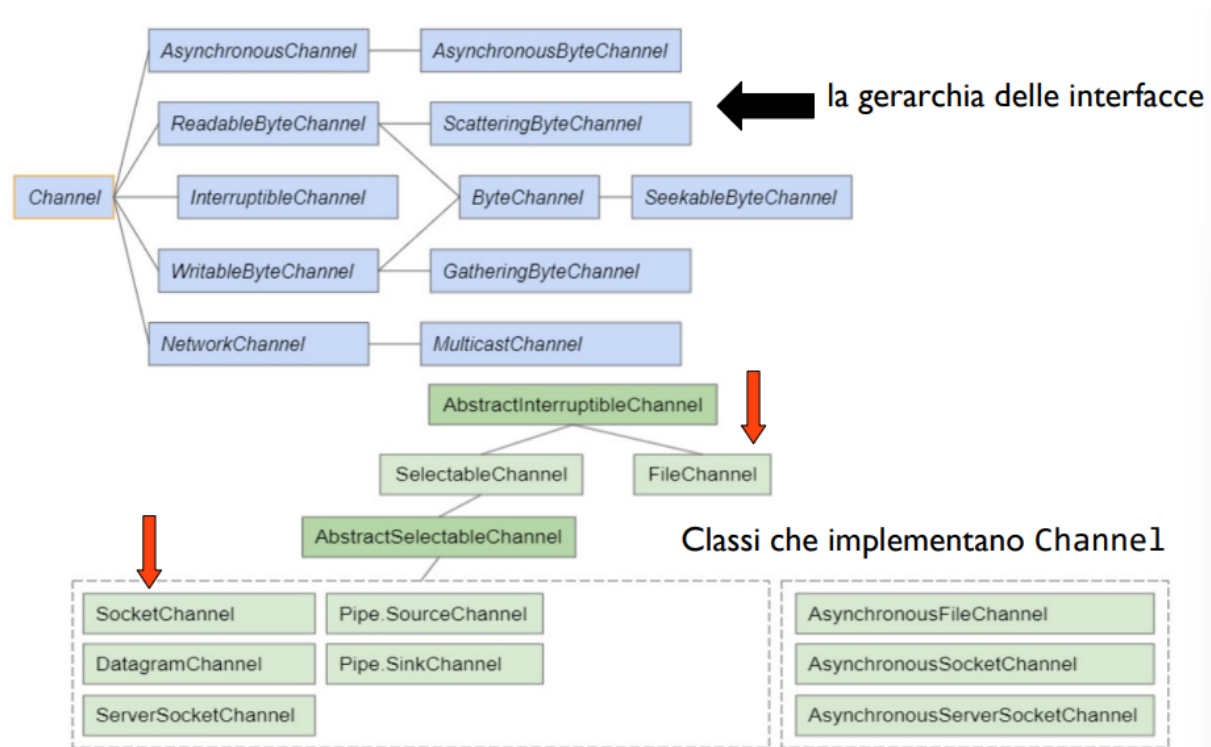 AsynchronousChannel AsynchronousByteChannel
la gerarchia delle interfacce
ReadableByteChannel ScatteringByteChannel
Channel InterruptibleChannel ByteChannel SeekableByteChannel
WritableByteChannel GatheringByteChannel
NetworkChannel MulticastChannel
AbstractInterruptibleChannel
SelectableChannel FileChannel
AbstractSelectableChannel
Classi che implementano Channel
SocketChannel Pipe.SourceChannel AsynchronousFileChannel
DatagramChannel Pipe.SinkChannel AsynchronousSocketChannel
ServerSocketChannel AsynchronousServerSocketChannel